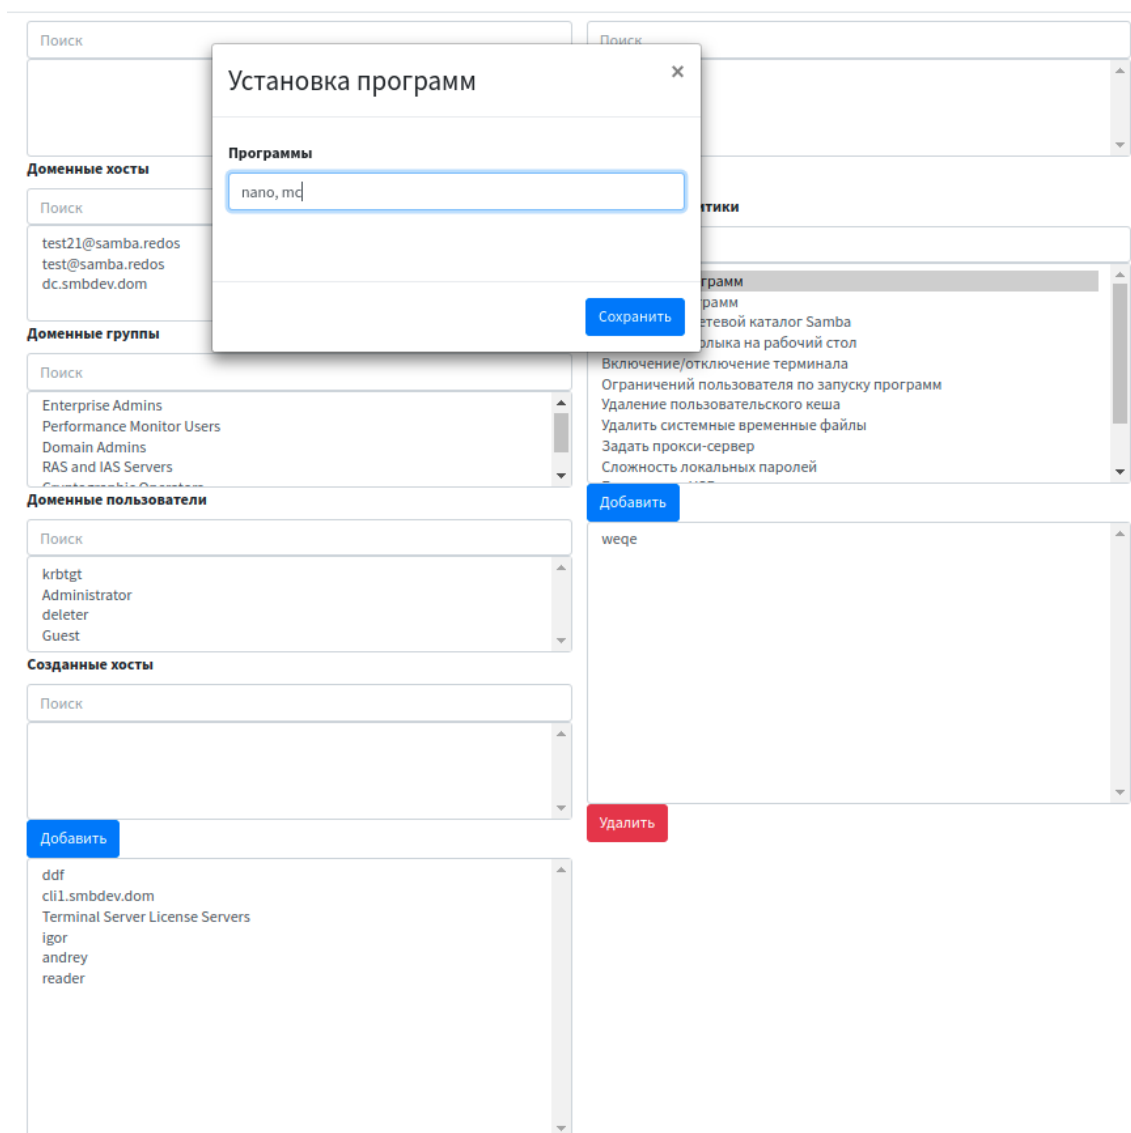 Поиск
Поиск
Установка программ
×
Программы
nano, mc
Сохранить
Доменные хосты
Поиск
test21@samba.redos
test@samba.redos
dc.smbdev.dom
Доменные группы
Поиск
Enterprise Admins
Performance Monitor Users
Domain Admins
RAS and IAS Servers
Cryptographic Operators
Доменные пользователи
Поиск
krbtgt
Administrator
deleter
Guest
Созданные хосты
Поиск
Добавить
ddf
cli1.smbdev.dom
Terminal Server License Servers
igor
andrey
reader
тики
грамм
рамм
етевой каталог Samba
рлыка на рабочий стол
Включение/отключение терминала
Ограничений пользователя по запуску программ
Удаление пользовательского кеша
Удалить системные временные файлы
Задать прокси-сервер
Сложность локальных паролей
Добавить
weqe
Удалить